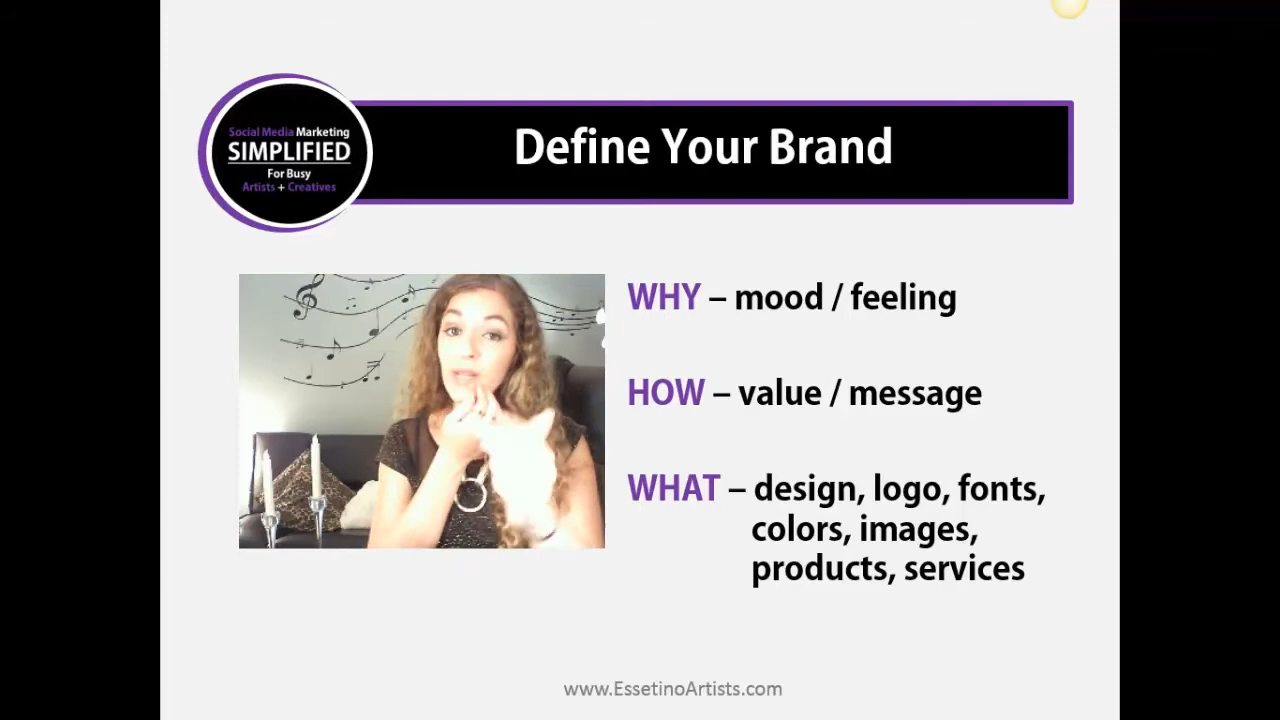 Social Media Marketing
SIMPLIFIED
For Busy
Artists + Creatives
Define Your Brand
WHY – mood / feeling
HOW – value / message
WHAT – design, logo, fonts,
colors, images,
products, services
www.EssetinoArtists.com